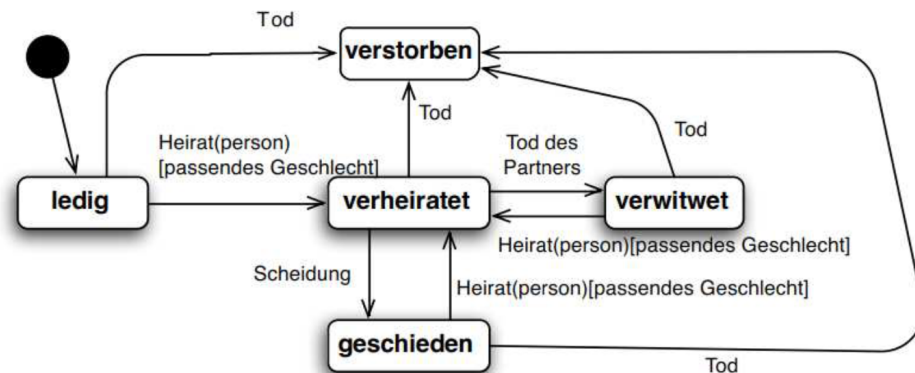 Tod
verstorben
Tod
Tod
Heirat(person)
[passendes Geschlecht]
Tod des
Partners
ledig
verheiratet
verwitwet
Heirat(person)[passendes Geschlecht]
Scheidung
Heirat(person)[passendes Geschlecht]
geschieden
Tod